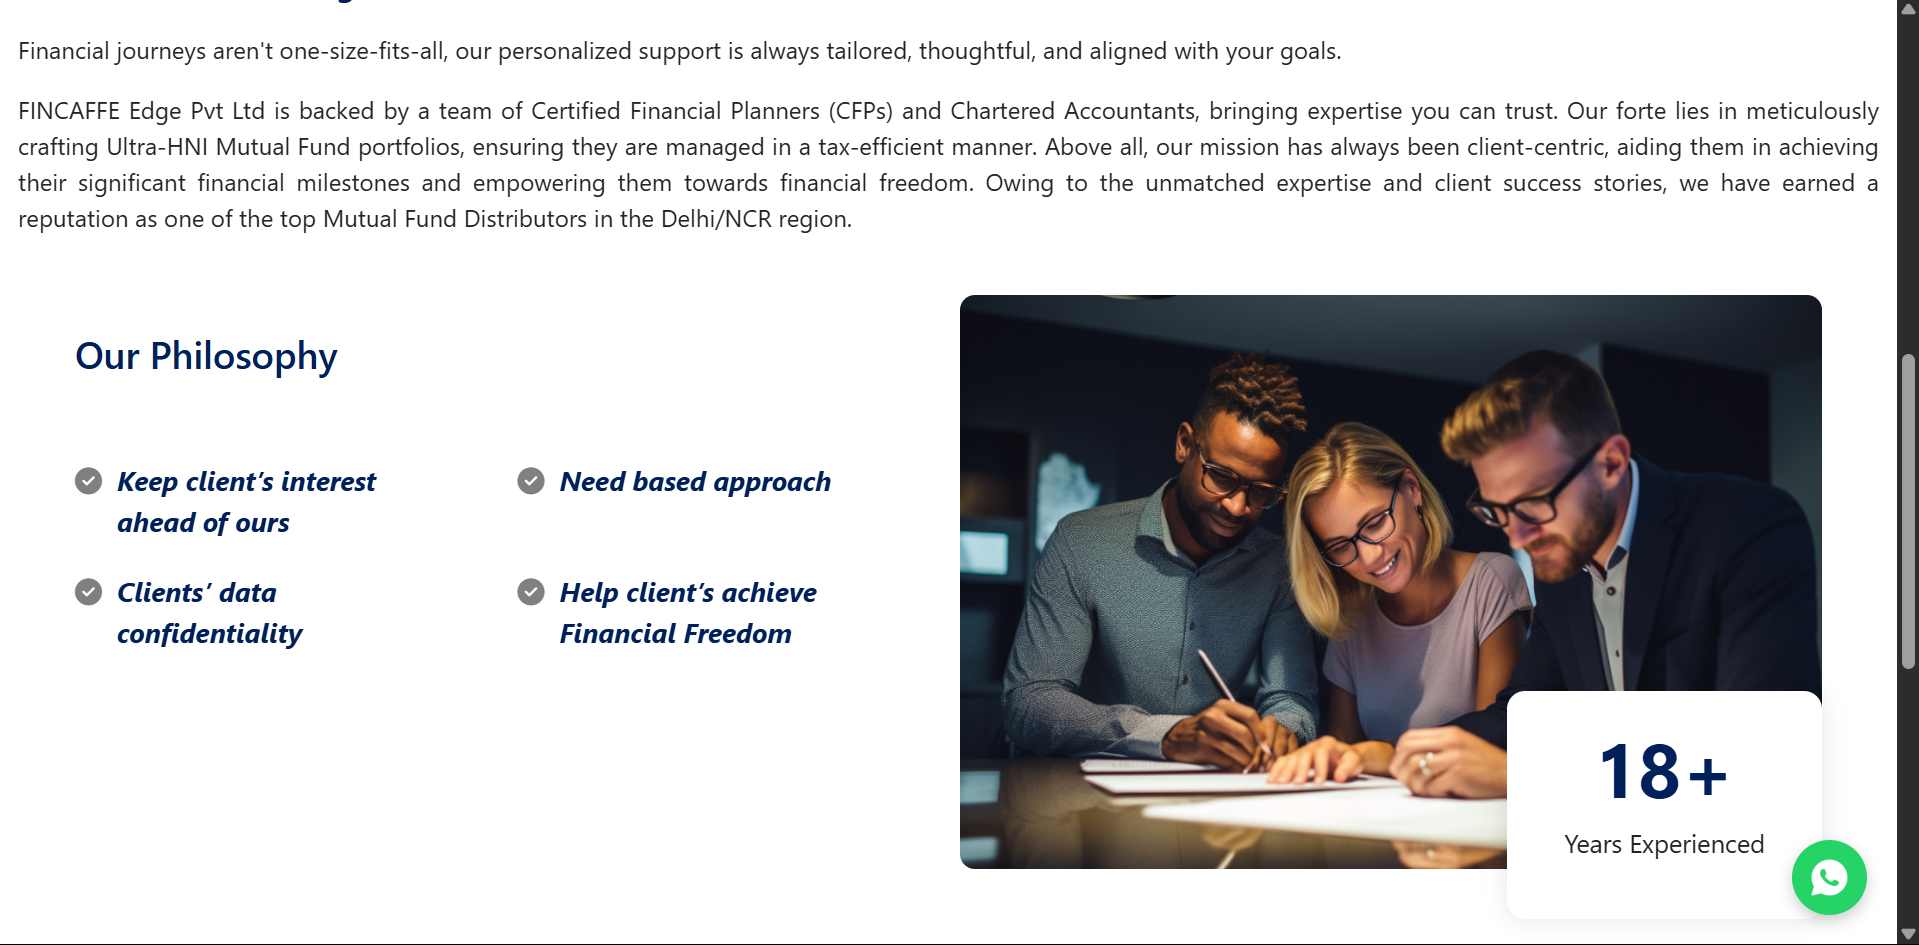 Financial journeys aren't one-size-fits-all, our personalized support is always tailored, thoughtful, and aligned with your goals.
FINCAFFE Edge Pvt Ltd is backed by a team of Certified Financial Planners (CFPs) and Chartered Accountants, bringing expertise you can trust. Our forte lies in meticulously
crafting Ultra-HNI Mutual Fund portfolios, ensuring they are managed in a tax-efficient manner. Above all, our mission has always been client-centric, aiding them in achieving
their significant financial milestones and empowering them towards financial freedom. Owing to the unmatched expertise and client success stories, we have earned a
reputation as one of the top Mutual Fund Distributors in the Delhi/NCR region.
Our Philosophy
Keep client’s interest
ahead of ours
Need based approach
Clients’ data
confidentiality
Help client’s achieve
Financial Freedom
18+
Years Experienced